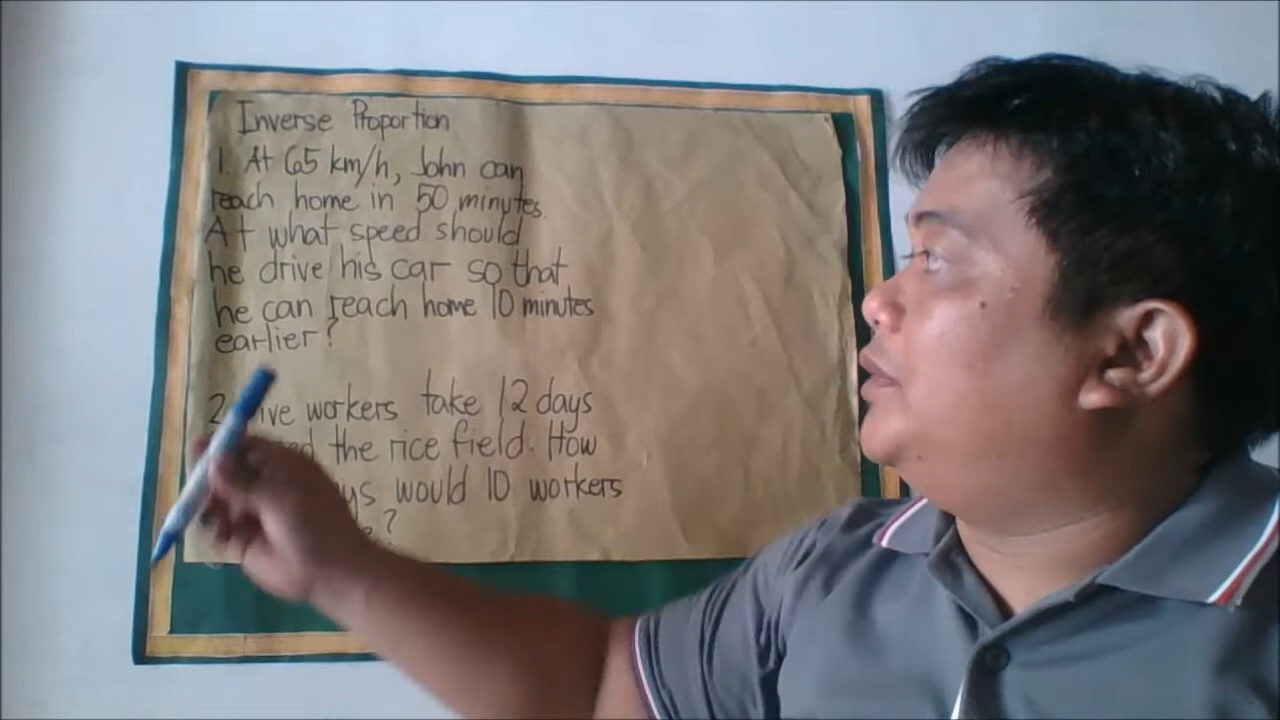 Inverse Proportion
1. At 65 km/h, John can
reach home in 50 minutes.
At what speed should
he drive his car so that
he can reach home 10 minutes
earlier?
2. workers take 12 days
the rice field. How
would 10 workers
?